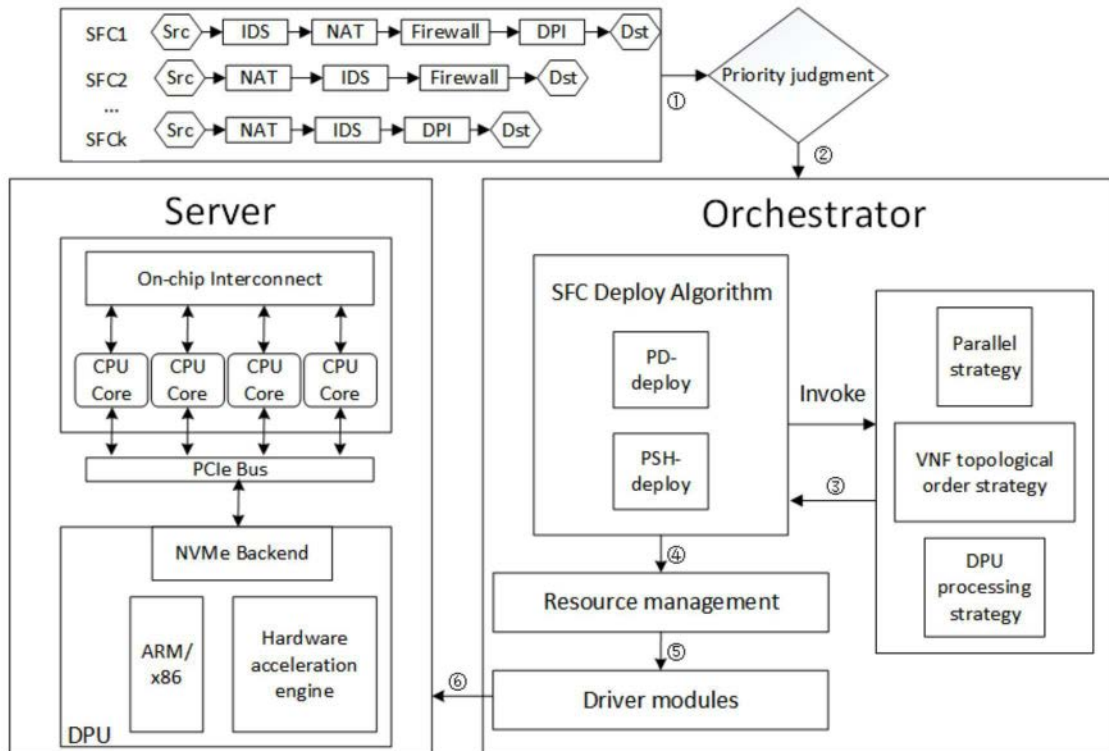 SFC1 Src IDS NAT Firewall DPI Dst
SFC2 Src NAT IDS Firewall Dst
...
SFCk Src NAT IDS DPI Dst
①
Priority judgment
②
Server
On-chip Interconnect
CPU Core
CPU Core
CPU Core
CPU Core
PCIe Bus
NVMe Backend
ARM/
x86
Hardware
acceleration
engine
DPU
Orchestrator
SFC Deploy Algorithm
PD-
deploy
PSH-
deploy
Invoke
③
Parallel
strategy
VNF topological
order strategy
DPU
processing
strategy
④
Resource management
⑤
Driver modules
⑥